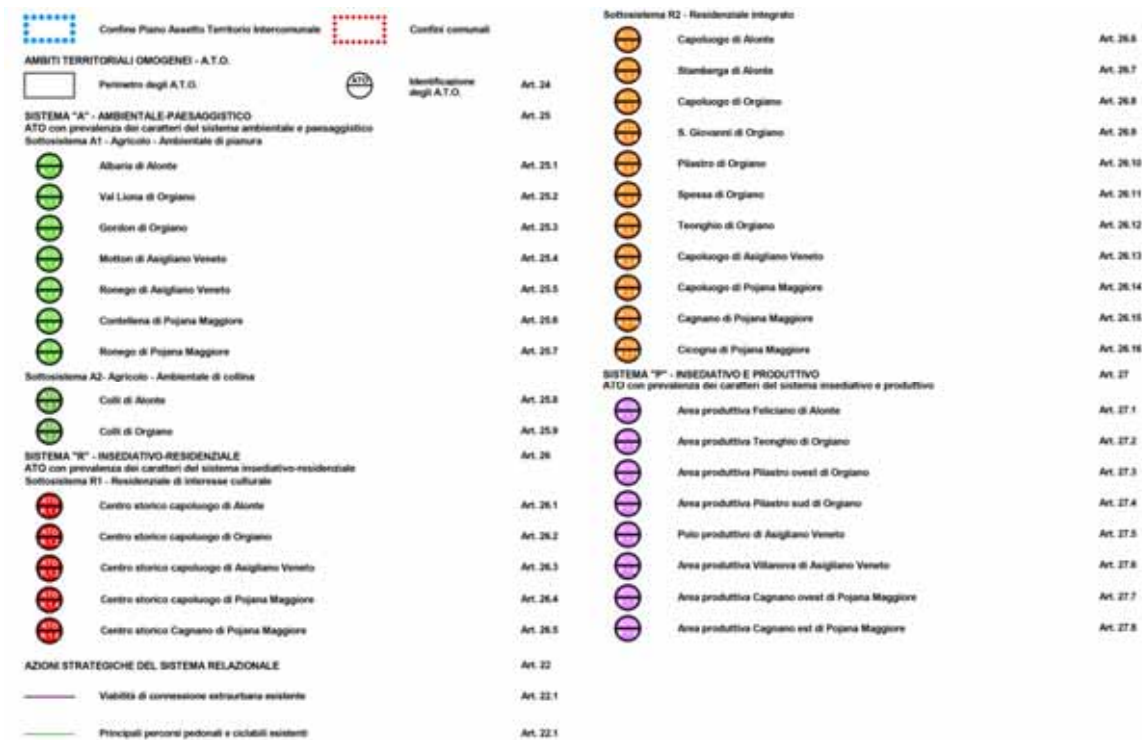 Confine Piano Assetto Territorio Intercomunale
Confini comunali
AMBITI TERRITORIALI OMOGENEI - A.T.O.
Perimetro degli A.T.O.
ATO
Identificazione
degli A.T.O.
Art. 24
SISTEMA "A" - AMBIENTALE-PAESAGGISTICO Art. 25
ATO con prevalenza dei caratteri del sistema ambientale e paesaggistico
Sottosistema A1 - Agricolo - Ambientale di pianura
Albaria di Alonte Art. 25.1
Val Liona di Orgiano Art. 25.2
Gordon di Orgiano Art. 25.3
Motton di Asigliano Veneto Art. 25.4
Ronego di Asigliano Veneto Art. 25.5
Contellena di Pojana Maggiore Art. 25.6
Ronego di Pojana Maggiore Art. 25.7
Sottosistema A2- Agricolo - Ambientale di collina
Colli di Alonte Art. 25.8
Colli di Orgiano Art. 25.9
SISTEMA "R" - INSEDIATIVO-RESIDENZIALE Art. 26
ATO con prevalenza dei caratteri del sistema insediativo-residenziale
Sottosistema R1 - Residenziale di interesse culturale
Centro storico capoluogo di Alonte Art. 26.1
Centro storico capoluogo di Orgiano Art. 26.2
Centro storico capoluogo di Asigliano Veneto Art. 26.3
Centro storico capoluogo di Pojana Maggiore Art. 26.4
Centro storico Cagnano di Pojana Maggiore Art. 26.5
AZIONI STRATEGICHE DEL SISTEMA RELAZIONALE Art. 22
Viabilità di connessione extraurbana esistente Art. 22.1
Principali percorsi pedonali e ciclabili esistenti Art. 22.1
Sottosistema R2 - Residenziale integrato
Capoluogo di Alonte Art. 26.6
Stamberga di Alonte Art. 26.7
Capoluogo di Orgiano Art. 26.8
S. Giovanni di Orgiano Art. 26.9
Pilastro di Orgiano Art. 26.10
Spessa di Orgiano Art. 26.11
Teonghio di Orgiano Art. 26.12
Capoluogo di Asigliano Veneto Art. 26.13
Capoluogo di Pojana Maggiore Art. 26.14
Cagnano di Pojana Maggiore Art. 26.15
Cicogna di Pojana Maggiore Art. 26.16
SISTEMA "P" - INSEDIATIVO E PRODUTTIVO Art. 27
ATO con prevalenza dei caratteri del sistema insediativo e produttivo
Area produttiva Feliciano di Alonte Art. 27.1
Area produttiva Teonghio di Orgiano Art. 27.2
Area produttiva Pilastro ovest di Orgiano Art. 27.3
Area produttiva Pilastro sud di Orgiano Art. 27.4
Polo produttivo di Asigliano Veneto Art. 27.5
Area produttiva Villanova di Asigliano Veneto Art. 27.6
Area produttiva Cagnano ovest di Pojana Maggiore Art. 27.7
Area produttiva Cagnano est di Pojana Maggiore Art. 27.8